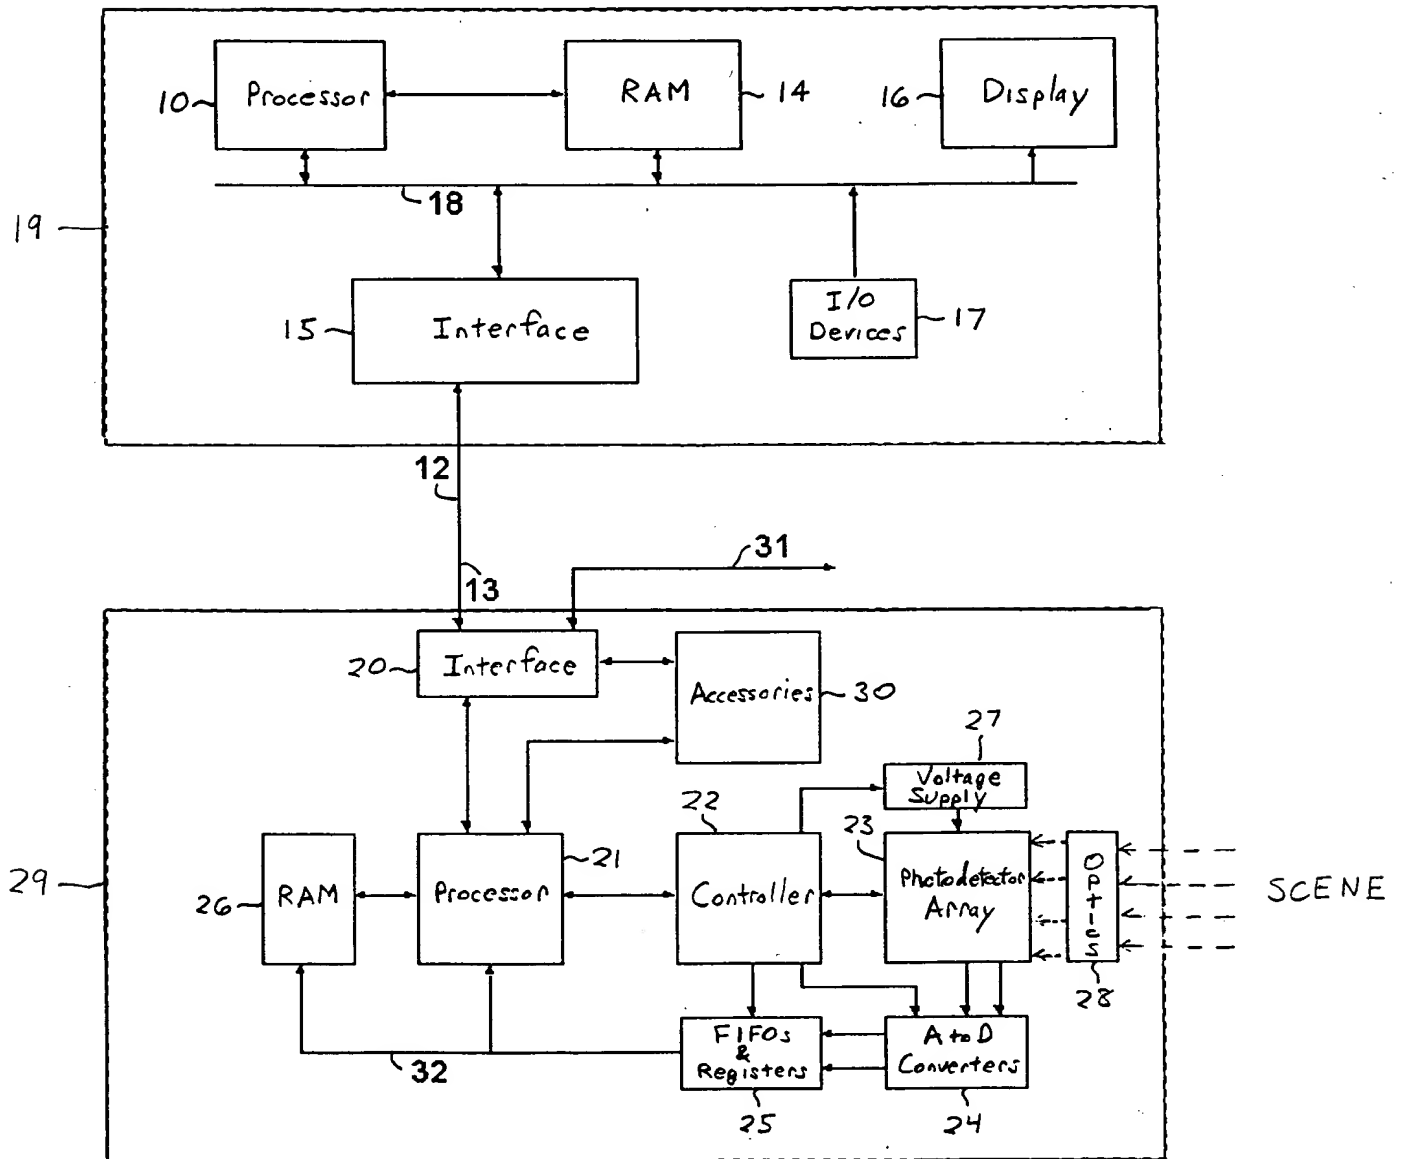 10
Processor
RAM
14
16
Display
18
19
15
Interface
I/O
Devices
17
12
31
13
20
Interface
Accessories
30
27
Voltage
Supply
22
23
21
29
26
RAM
Processor
Controller
Photodetector
Array
Optics
SCENE
28
32
FIFOs
&
Registers
A to D
Converters
25
24